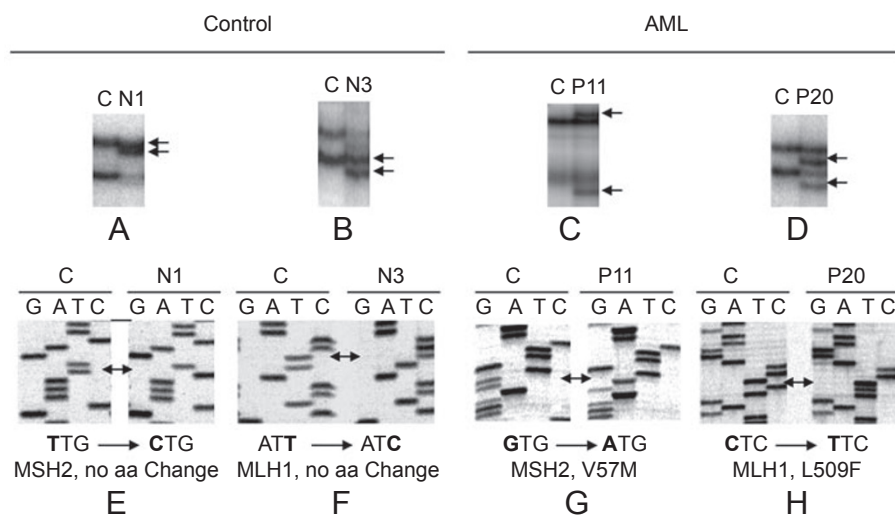 Control AML
C N1 C N3 C P11 C P20
A B C D
C N1 C N3 C P11 C P20
G A T C G A T C G A T C G A T C G A T C G A T C G A T C G A T C
TTG → CTG ATT → ATC GTG → ATG CTC → TTC
MSH2, no aa Change MLH1, no aa Change MSH2, V57M MLH1, L509F
E F G H